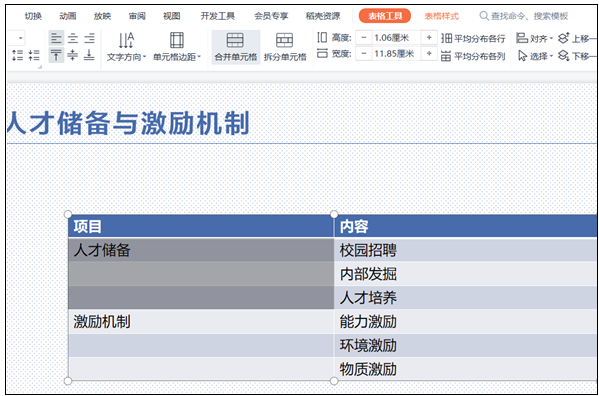 切换 动画 放映 审阅 视图 开发工具 会员专享 稻壳资源 表格工具 表格样式 查找命令、搜索模板
高度: － 1.06厘米 + 平均分布各行 对齐 上移一
文字方向 单元格边距 合并单元格 拆分单元格 宽度: － 11.85厘米 + 平均分布各列 选择 下移一
人才储备与激励机制
项目 内容
人才储备 校园招聘
内部发掘
人才培养
激励机制 能力激励
环境激励
物质激励